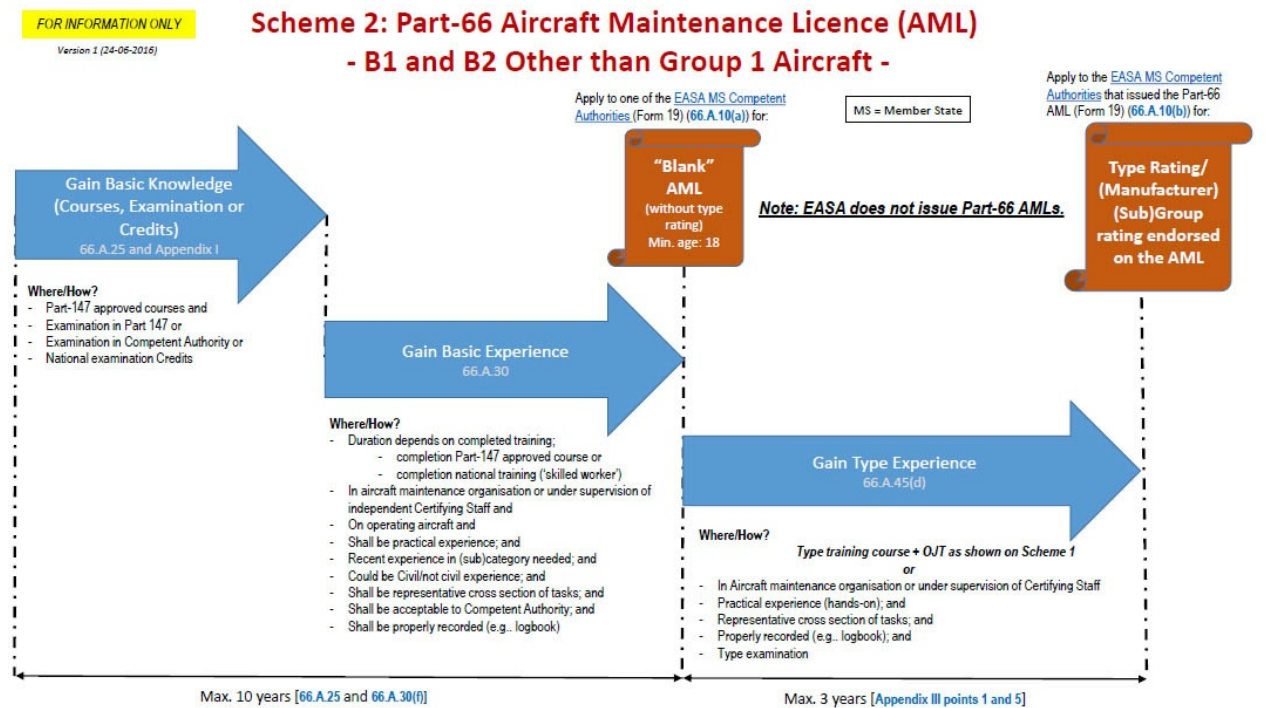 FOR INFORMATION ONLY
Version 1 (24-06-2016)
Scheme 2: Part-66 Aircraft Maintenance Licence (AML)
- B1 and B2 Other than Group 1 Aircraft -
Apply to one of the EASA MS Competent
Authorities (Form 19) (66.A.10(a)) for:
MS = Member State
Apply to the EASA MS Competent
Authorities that issued the Part-66
AML (Form 19) (66.A.10(b)) for:
Gain Basic Knowledge
(Courses, Examination or
Credits)
66.A.25 and Appendix I
"Blank"
AML
(without type
rating)
Min. age: 18
Note: EASA does not issue Part-66 AMLs.
Type Rating/
(Manufacturer)
(Sub)Group
rating endorsed
on the AML
Where/How?
- Part-147 approved courses and
- Examination in Part 147 or
- Examination in Competent Authority or
- National examination Credits
Gain Basic Experience
66.A.30
Where/How?
- Duration depends on completed training;
- completion Part-147 approved course or
- completion national training ('skilled worker')
- In aircraft maintenance organisation or under supervision of
independent Certifying Staff and
- On operating aircraft and
- Shall be practical experience; and
- Recent experience in (sub)category needed; and
- Could be Civil/not civil experience; and
- Shall be representative cross section of tasks; and
- Shall be acceptable to Competent Authority; and
- Shall be properly recorded (e.g.. logbook)
Gain Type Experience
66.A.45(d)
Where/How?
Type training course + OJT as shown on Scheme 1
or
- In Aircraft maintenance organisation or under supervision of Certifying Staff
- Practical experience (hands-on); and
- Representative cross section of tasks; and
- Properly recorded (e.g.. logbook); and
- Type examination
Max. 10 years [66.A.25 and 66.A.30(f)]
Max. 3 years [Appendix III points 1 and 5]